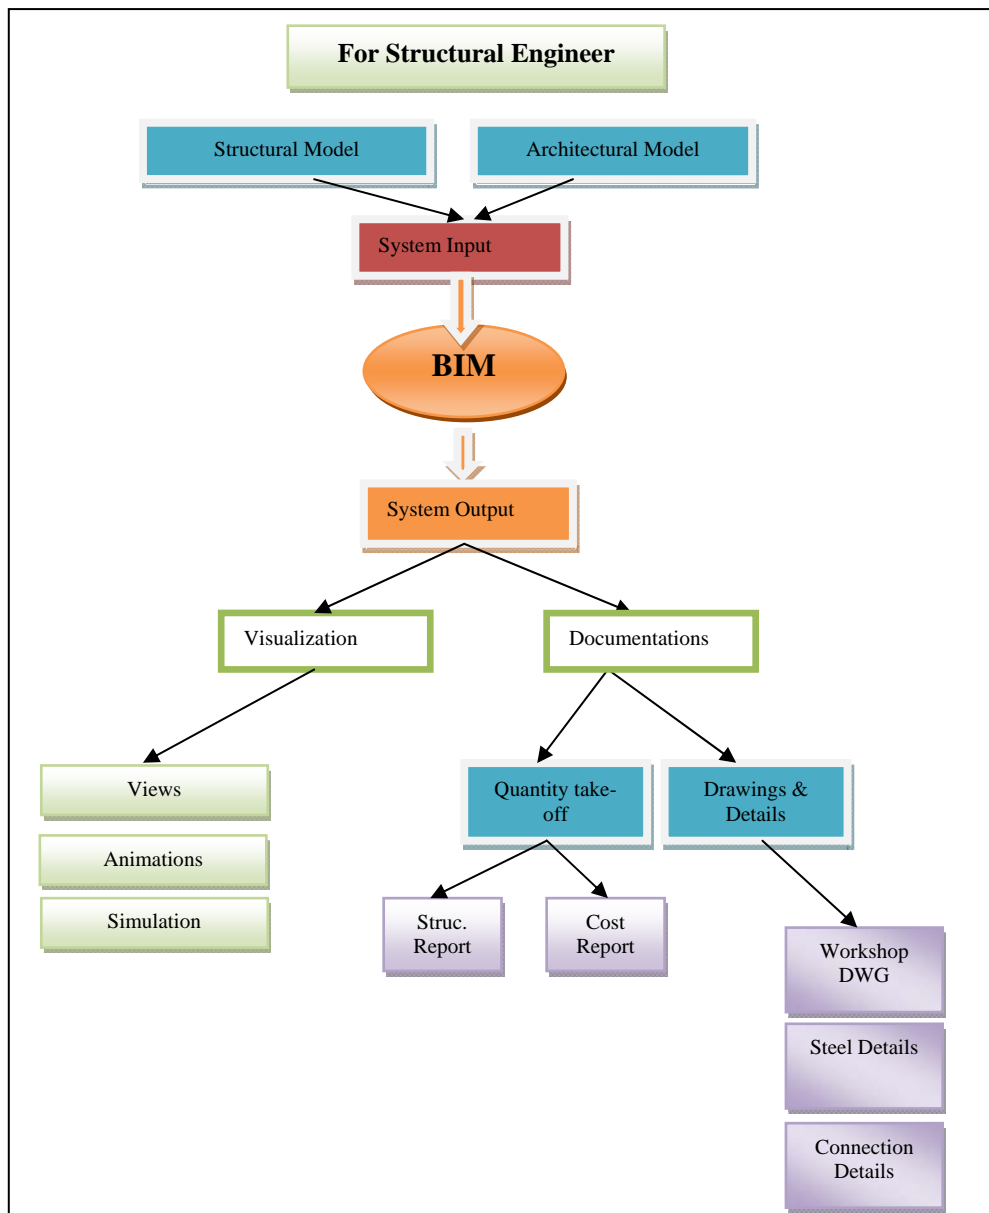 For Structural Engineer
Structural Model
Architectural Model
System Input
BIM
System Output
Visualization
Documentations
Views
Animations
Simulation
Quantity take-
off
Drawings &
Details
Struc.
Report
Cost
Report
Workshop
DWG
Steel Details
Connection
Details